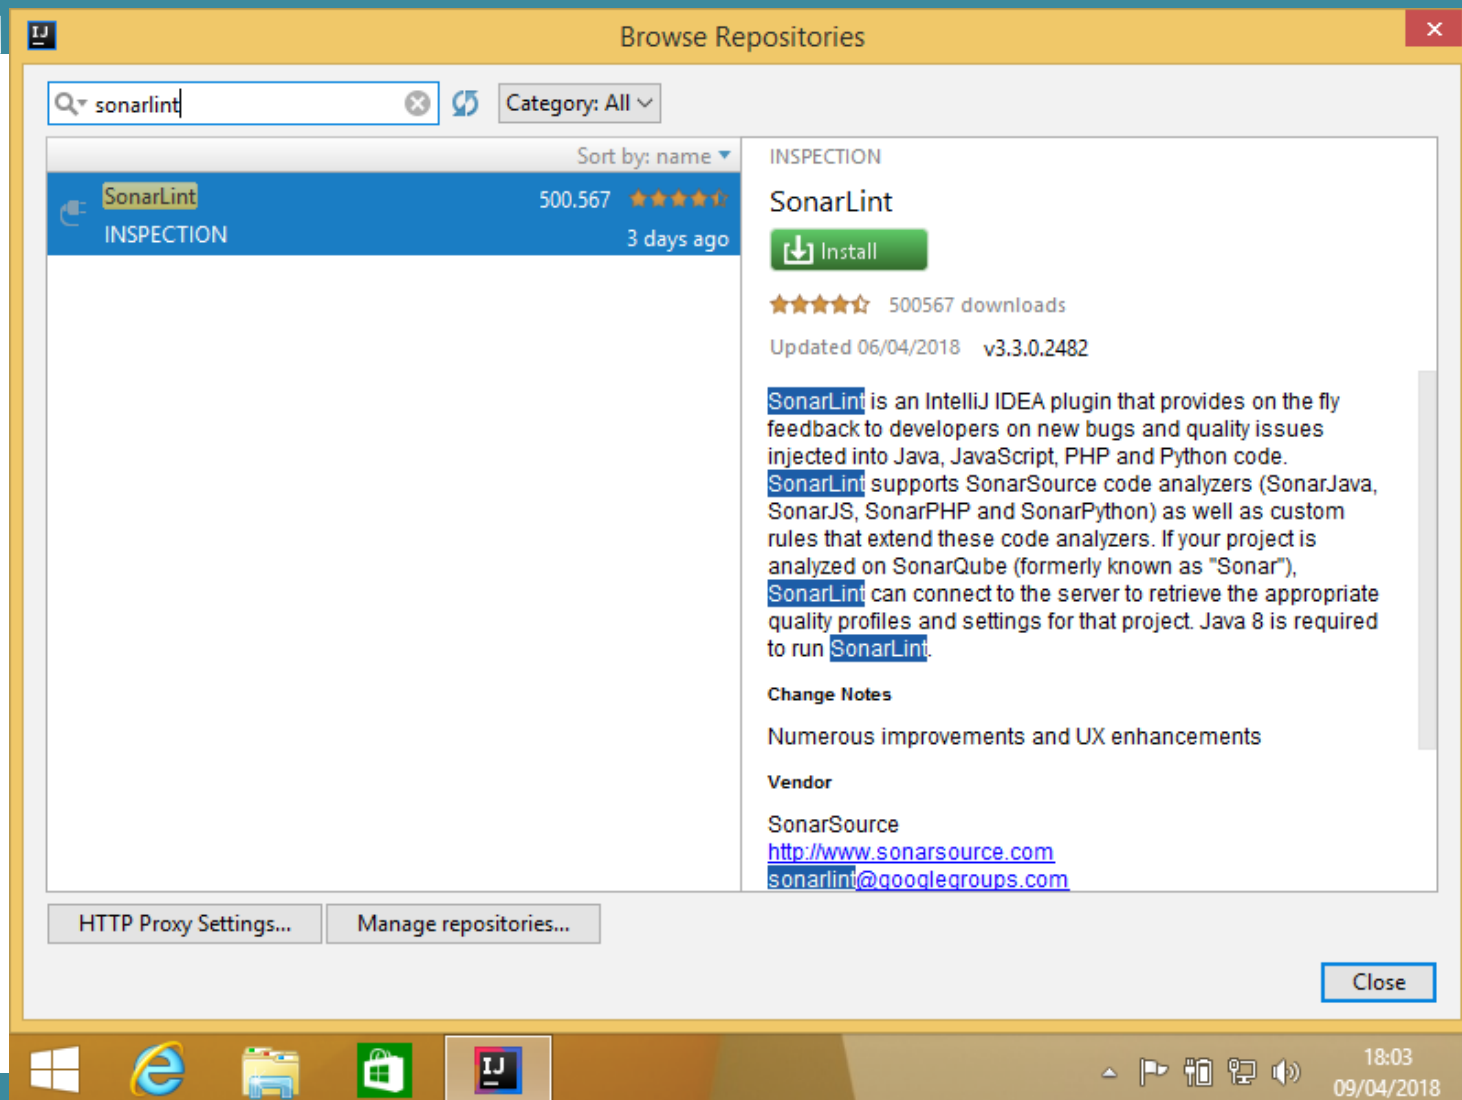 IJ
Browse Repositories
sonarlint
Category: All
Sort by: name
SonarLint
500.567
INSPECTION
3 days ago
INSPECTION
SonarLint
Install
500567 downloads
Updated 06/04/2018 v3.3.0.2482
SonarLint is an IntelliJ IDEA plugin that provides on the fly
feedback to developers on new bugs and quality issues
injected into Java, JavaScript, PHP and Python code.
SonarLint supports SonarSource code analyzers (SonarJava,
SonarJS, SonarPHP and SonarPython) as well as custom
rules that extend these code analyzers. If your project is
analyzed on SonarQube (formerly known as "Sonar"),
SonarLint can connect to the server to retrieve the appropriate
quality profiles and settings for that project. Java 8 is required
to run SonarLint.
Change Notes
Numerous improvements and UX enhancements
Vendor
SonarSource
http://www.sonarsource.com
sonarlint@googlegroups.com
HTTP Proxy Settings...
Manage repositories...
Close
IJ
18:03
09/04/2018